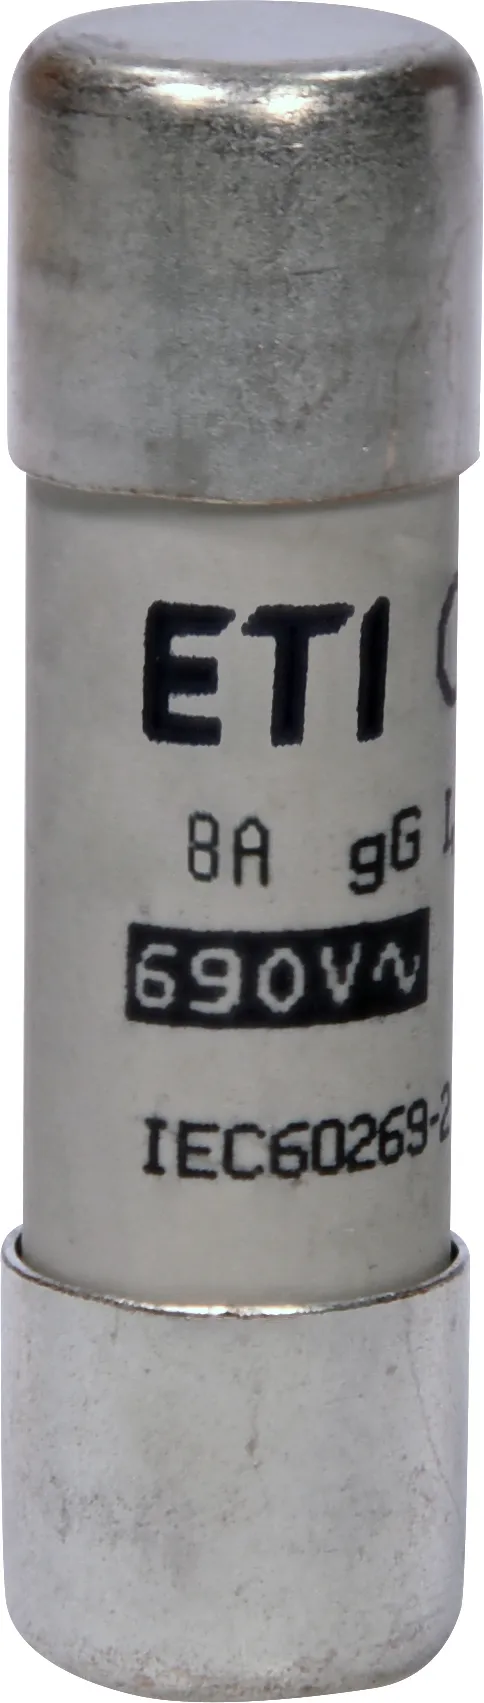 ETI
8A gG
690V~
IEC60269-2